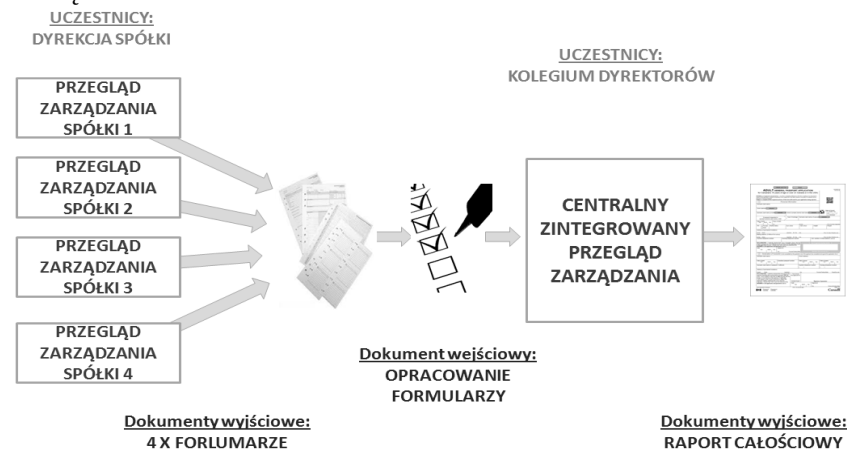 UCZESTNICY:
DYREKCJA SPÓŁKI
UCZESTNICY:
KOLEGIUM DYREKTORÓW
PRZEGLĄD
ZARZĄDZANIA
SPÓŁKI 1
PRZEGLĄD
ZARZĄDZANIA
SPÓŁKI 2
PRZEGLĄD
ZARZĄDZANIA
SPÓŁKI 3
PRZEGLĄD
ZARZĄDZANIA
SPÓŁKI 4
CENTRALNY
ZINTEGROWANY
PRZEGLĄD
ZARZĄDZANIA
Dokument wejściowy:
OPRACOWANIE
FORMULARZY
Dokumenty wyjściowe:
4 X FORLUMARZE
Dokumenty wyjściowe:
RAPORT CAŁOŚCIOWY